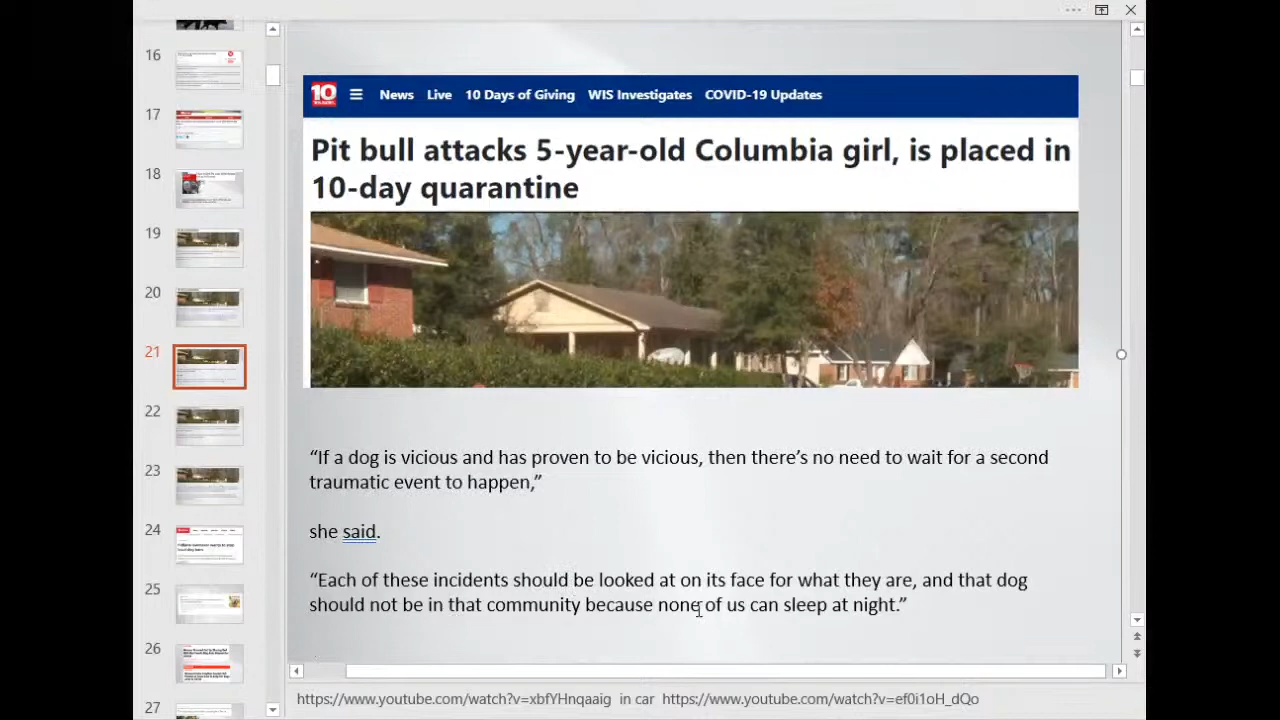 16
17
18
19
20
21
22
23
24
25
26
27
10
News Live 10 Days of Giving WIS Investigates COVID-19 Updates
Pit bull attacks 5-year-old Columbia girl, is placed in
10-day quarantine
“If a dog is vicious and has proven to be vicious, then there’s no need to wait for a second
traumatic event to happen,”
she said.
“Each of these incidents should be looked at on its face for what they are, and that dog
should not be in that community because none of us can sleep at night.”
https://www.youtube.com/watch?v=xbfYHnqaaig in car https://www.youtube.com/watch?v=ef0i1oH_dQo